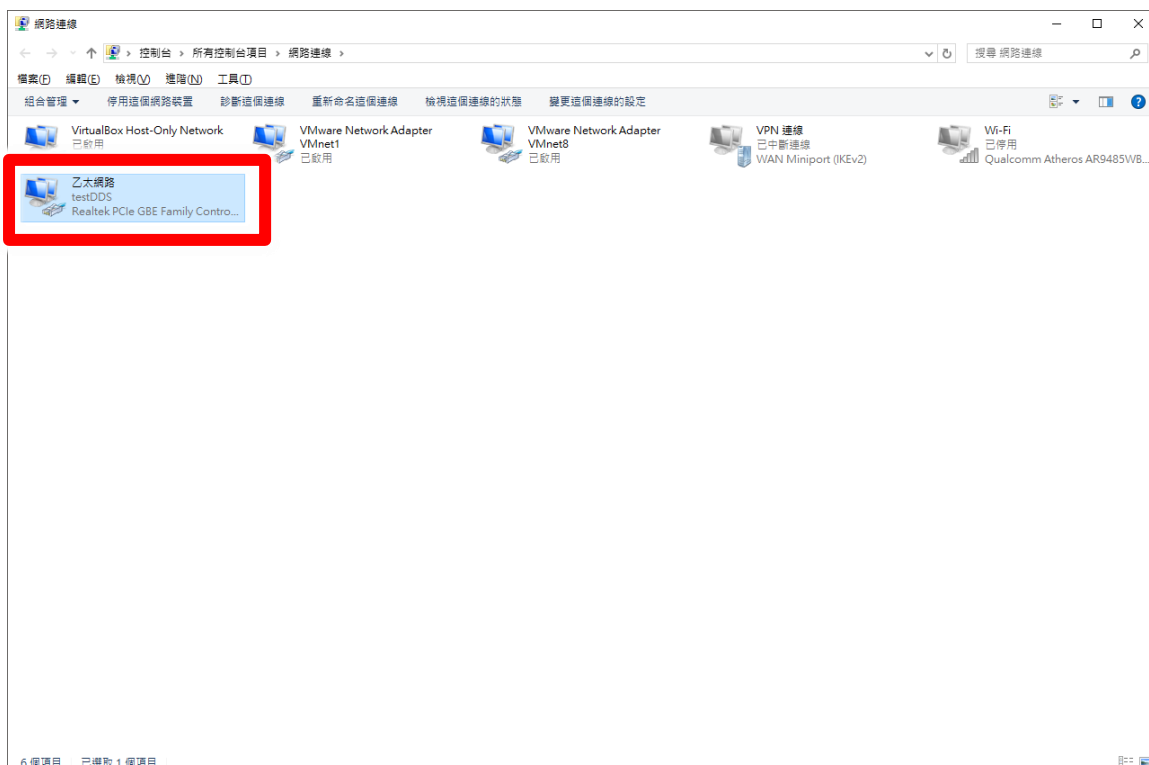 網路連線
控制台 › 所有控制台項目 › 網路連線 ›
搜尋 網路連線
檔案(F) 編輯(E) 檢視(V) 進階(N) 工具(T)
組合管理 停用這個網路裝置 診斷這個連線 重新命名這個連線 檢視這個連線的狀態 變更這個連線的設定
VirtualBox Host-Only Network
已啟用
VMware Network Adapter
VMnet1
已啟用
VMware Network Adapter
VMnet8
已啟用
VPN 連線
已中斷連線
WAN Miniport (IKEv2)
Wi-Fi
已停用
Qualcomm Atheros AR9485WB...
乙太網路
testDDS
Realtek PCIe GBE Family Contro...
6 個項目 已選取 1 個項目